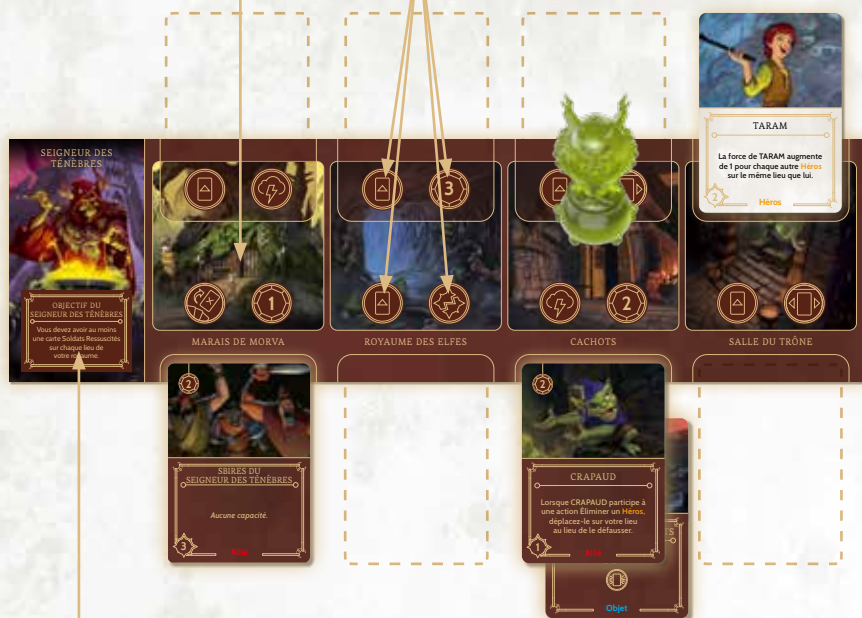 SEIGNEUR DES
TÉNÈBRES
OBJECTIF DU
SEIGNEUR DES TÉNÈBRES
Vous devez avoir au moins
une carte Soldats Ressuscités
sur chaque lieu de
votre royaume.
3
1
2
MARAIS DE MORVA
ROYAUME DES ELFES
CACHOTS
SALLE DU TRÔNE
TARAM
La force de TARAM augmente
de 1 pour chaque autre Héros
sur le même lieu que lui.
2
Héros
2
SBIRES DU
SEIGNEUR DES TÉNÈBRES
Aucune capacité.
3
Allié
2
CRAPAUD
Lorsque CRAPAUD participe à
une action Éliminer un Héros,
déplacez-le sur votre lieu
au lieu de le défausser.
1
Allié
Objet